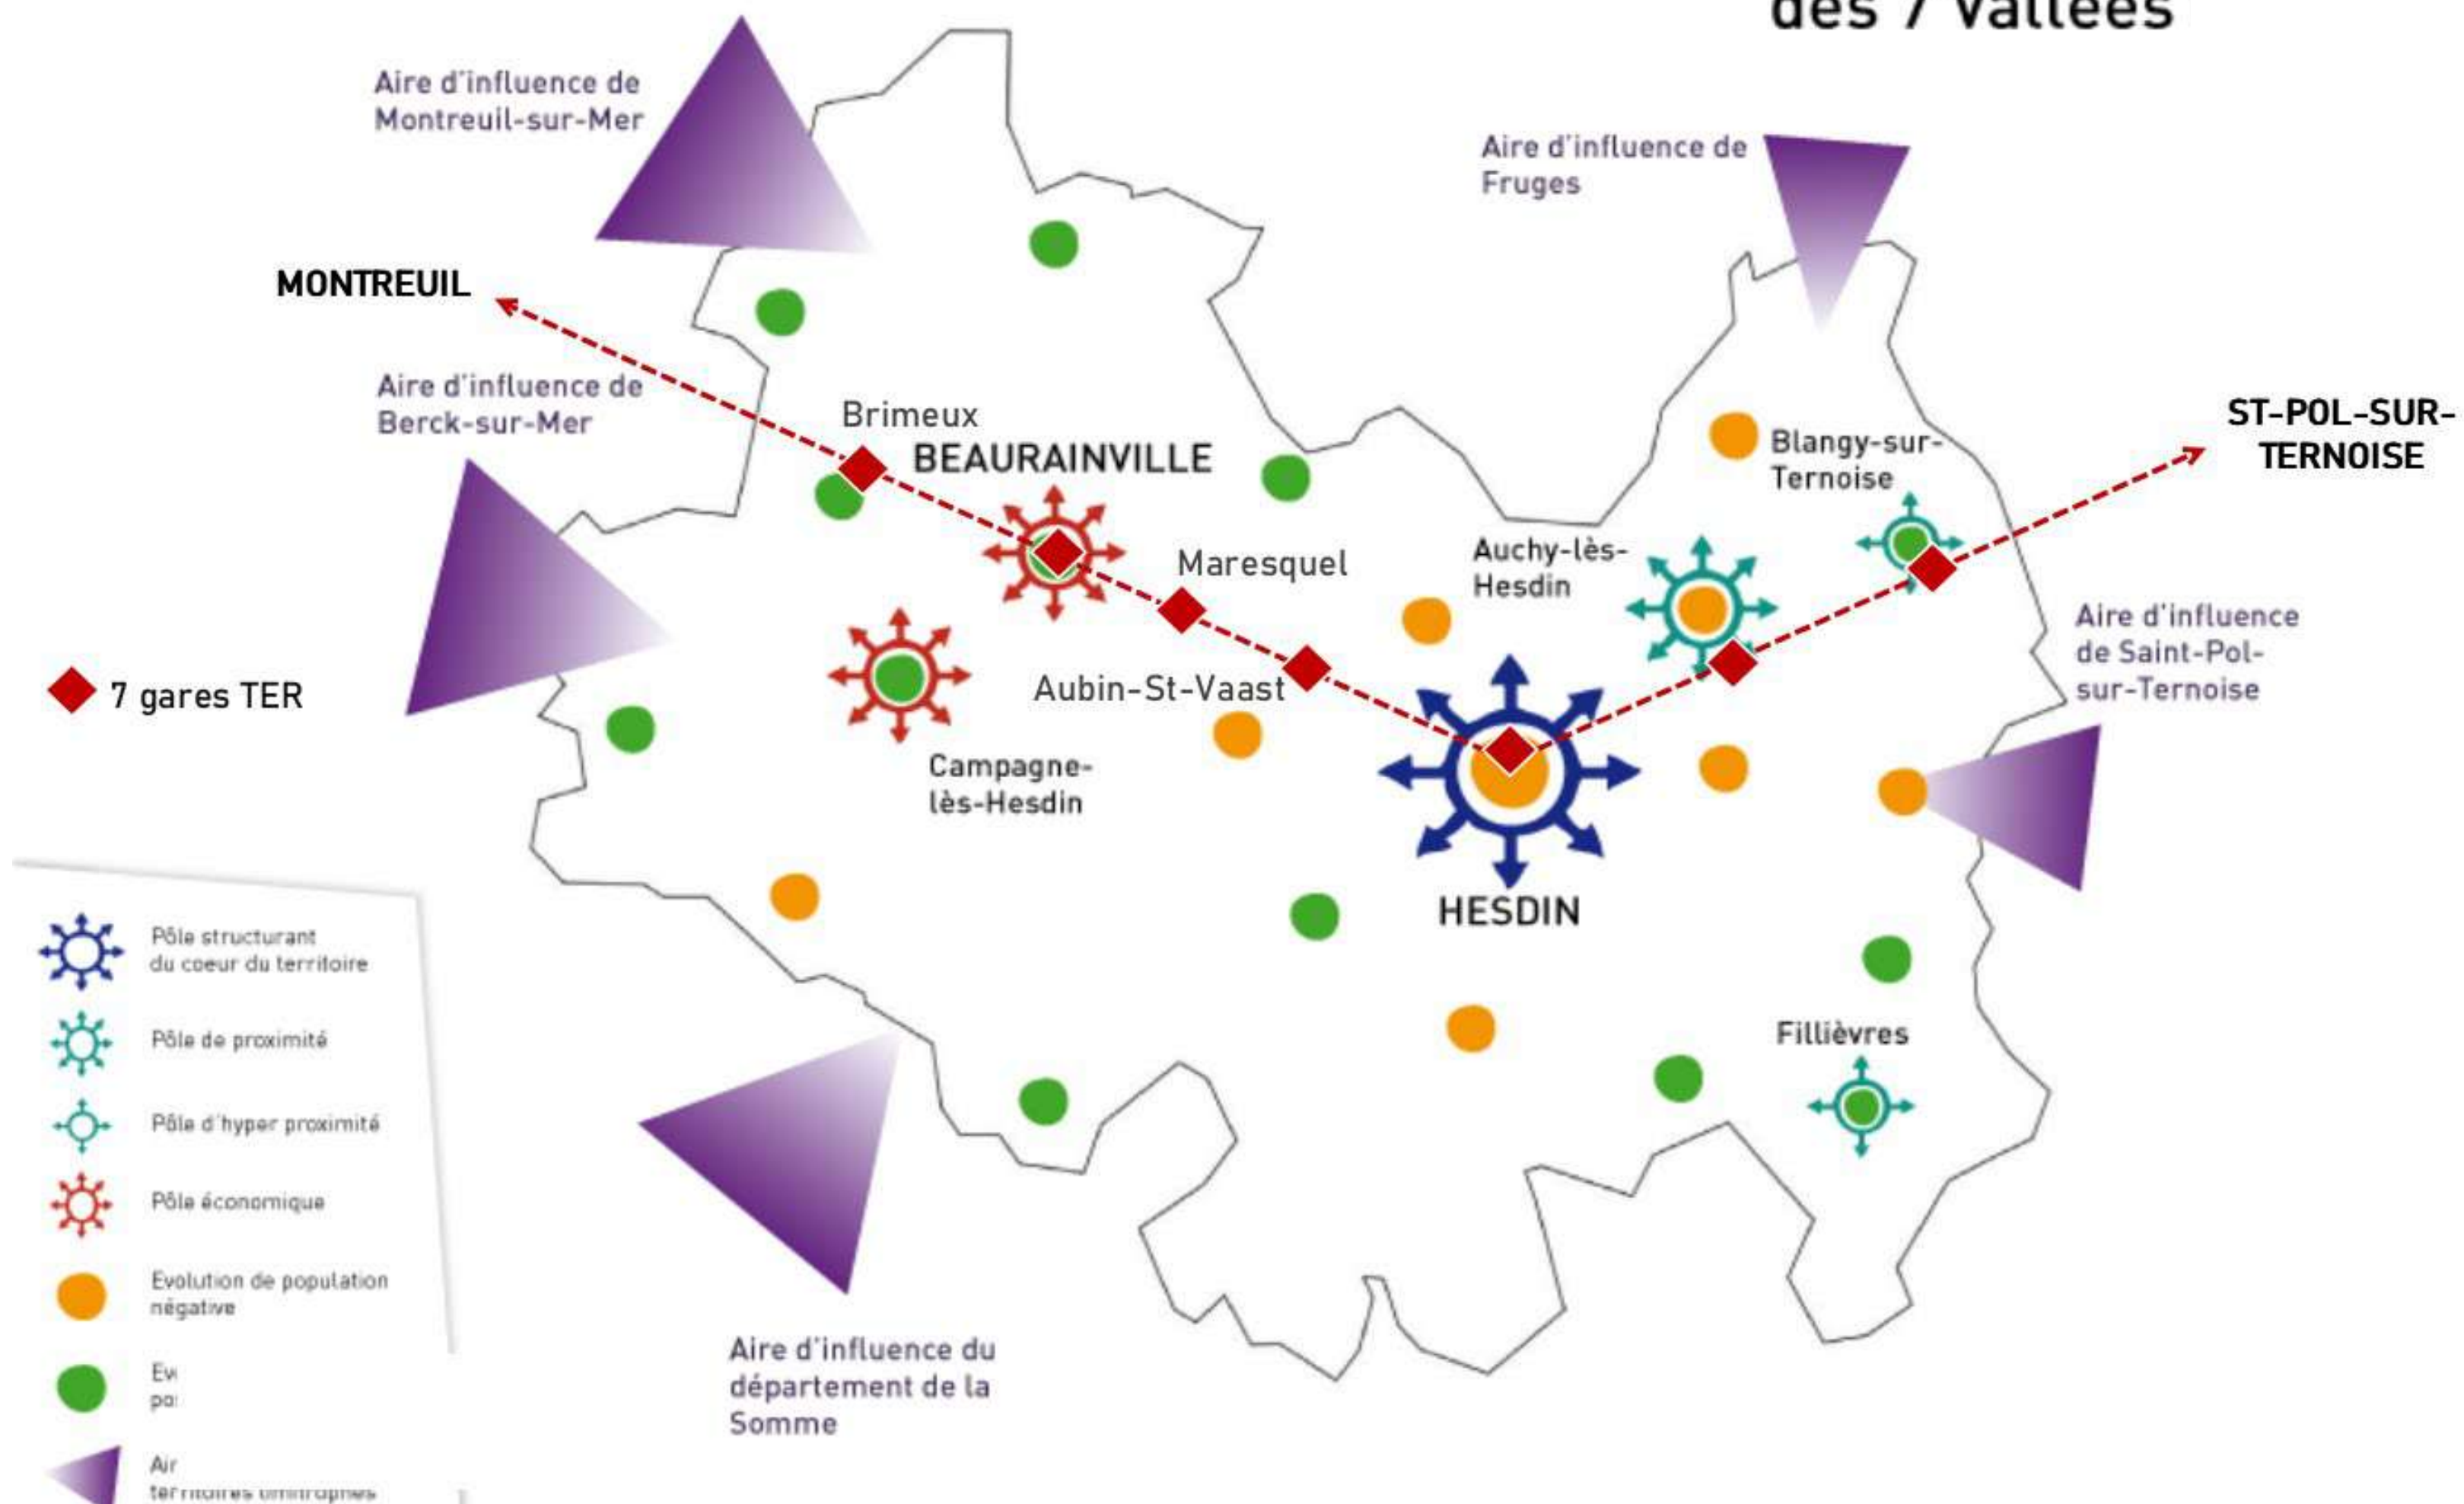 des 7 Vallées
Aire d'influence de
Montreuil-sur-Mer
Aire d'influence de
Fruges
MONTREUIL
Aire d'influence de
Berck-sur-Mer
Brimeux
BEAURAINVILLE
ST-POL-SUR-
TERNOISE
Blangy-sur-
Ternoise
Maresquel
Auchy-lès-
Hesdin
Aire d'influence
de Saint-Pol-
sur-Ternoise
7 gares TER
Aubin-St-Vaast
Campagne-
lès-Hesdin
HESDIN
Fillièvres
Pôle structurant
du coeur du territoire
Pôle de proximité
Pôle d'hyper proximité
Pôle économique
Evolution de population
négative
Aire d'influence du
département de la
Somme